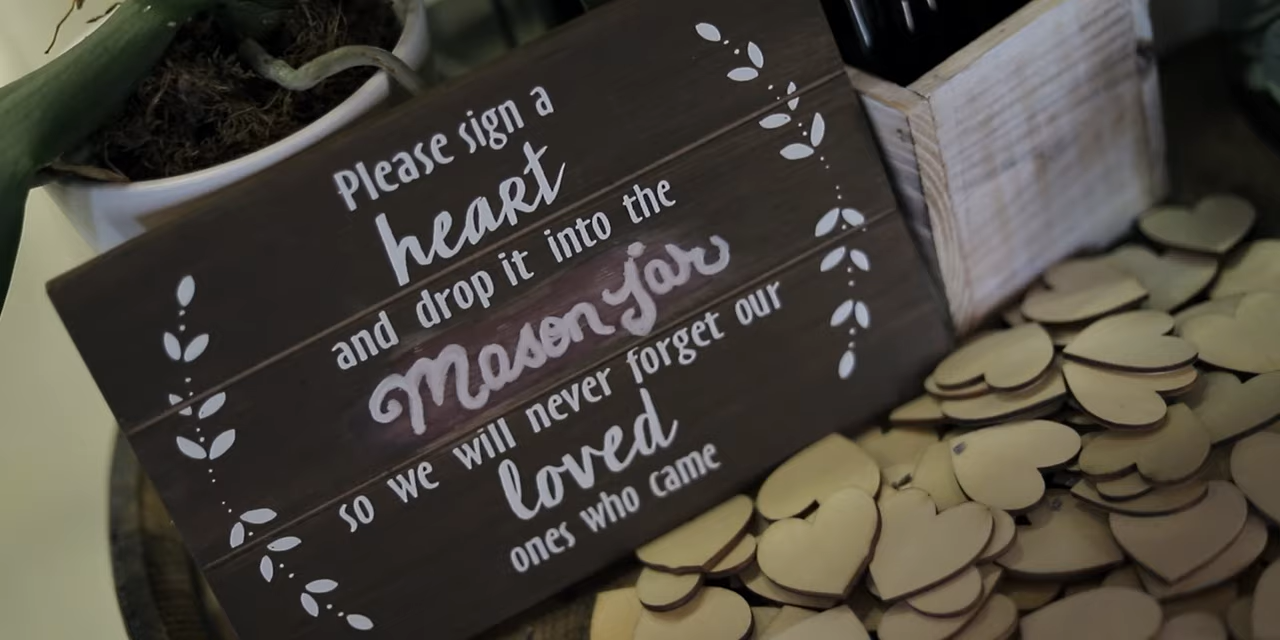 Please sign a
heart
and drop it into the
Mason Jar
so we will never forget our
loved
ones who came